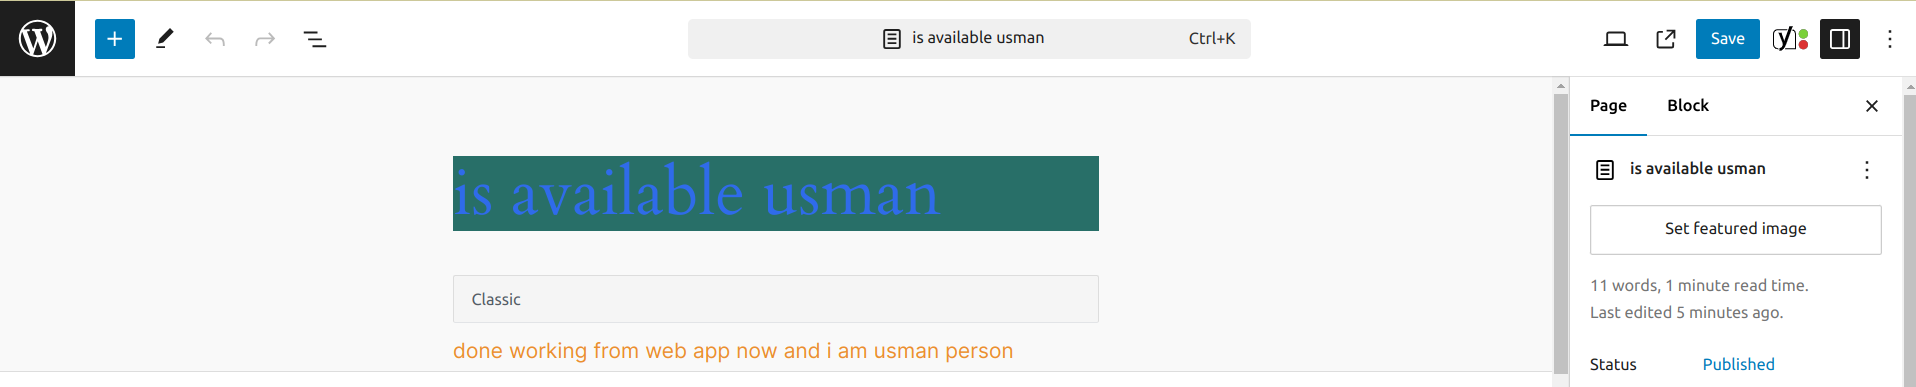 is available usman Ctrl+K Save
Page Block
is available usman
is available usman
Set featured image
Classic
11 words, 1 minute read time.
Last edited 5 minutes ago.
done working from web app now and i am usman person
Status Published